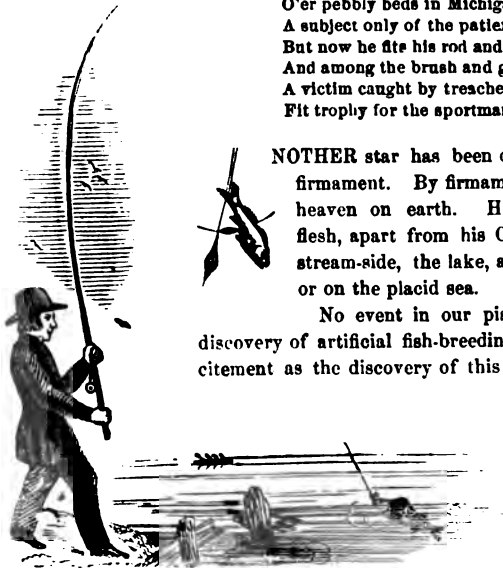 O'er pebbly beds in Michig
A subject only of the patie
But now he fits his rod and
And among the brush and g
A victim caught by treache
Fit trophy for the sportma
NOTHER star has been
firmament. By firmam
heaven on earth. H
flesh, apart from his
stream-side, the lake, a
or on the placid sea.
No event in our pi
discovery of artificial fish-breedin
citement as the discovery of this